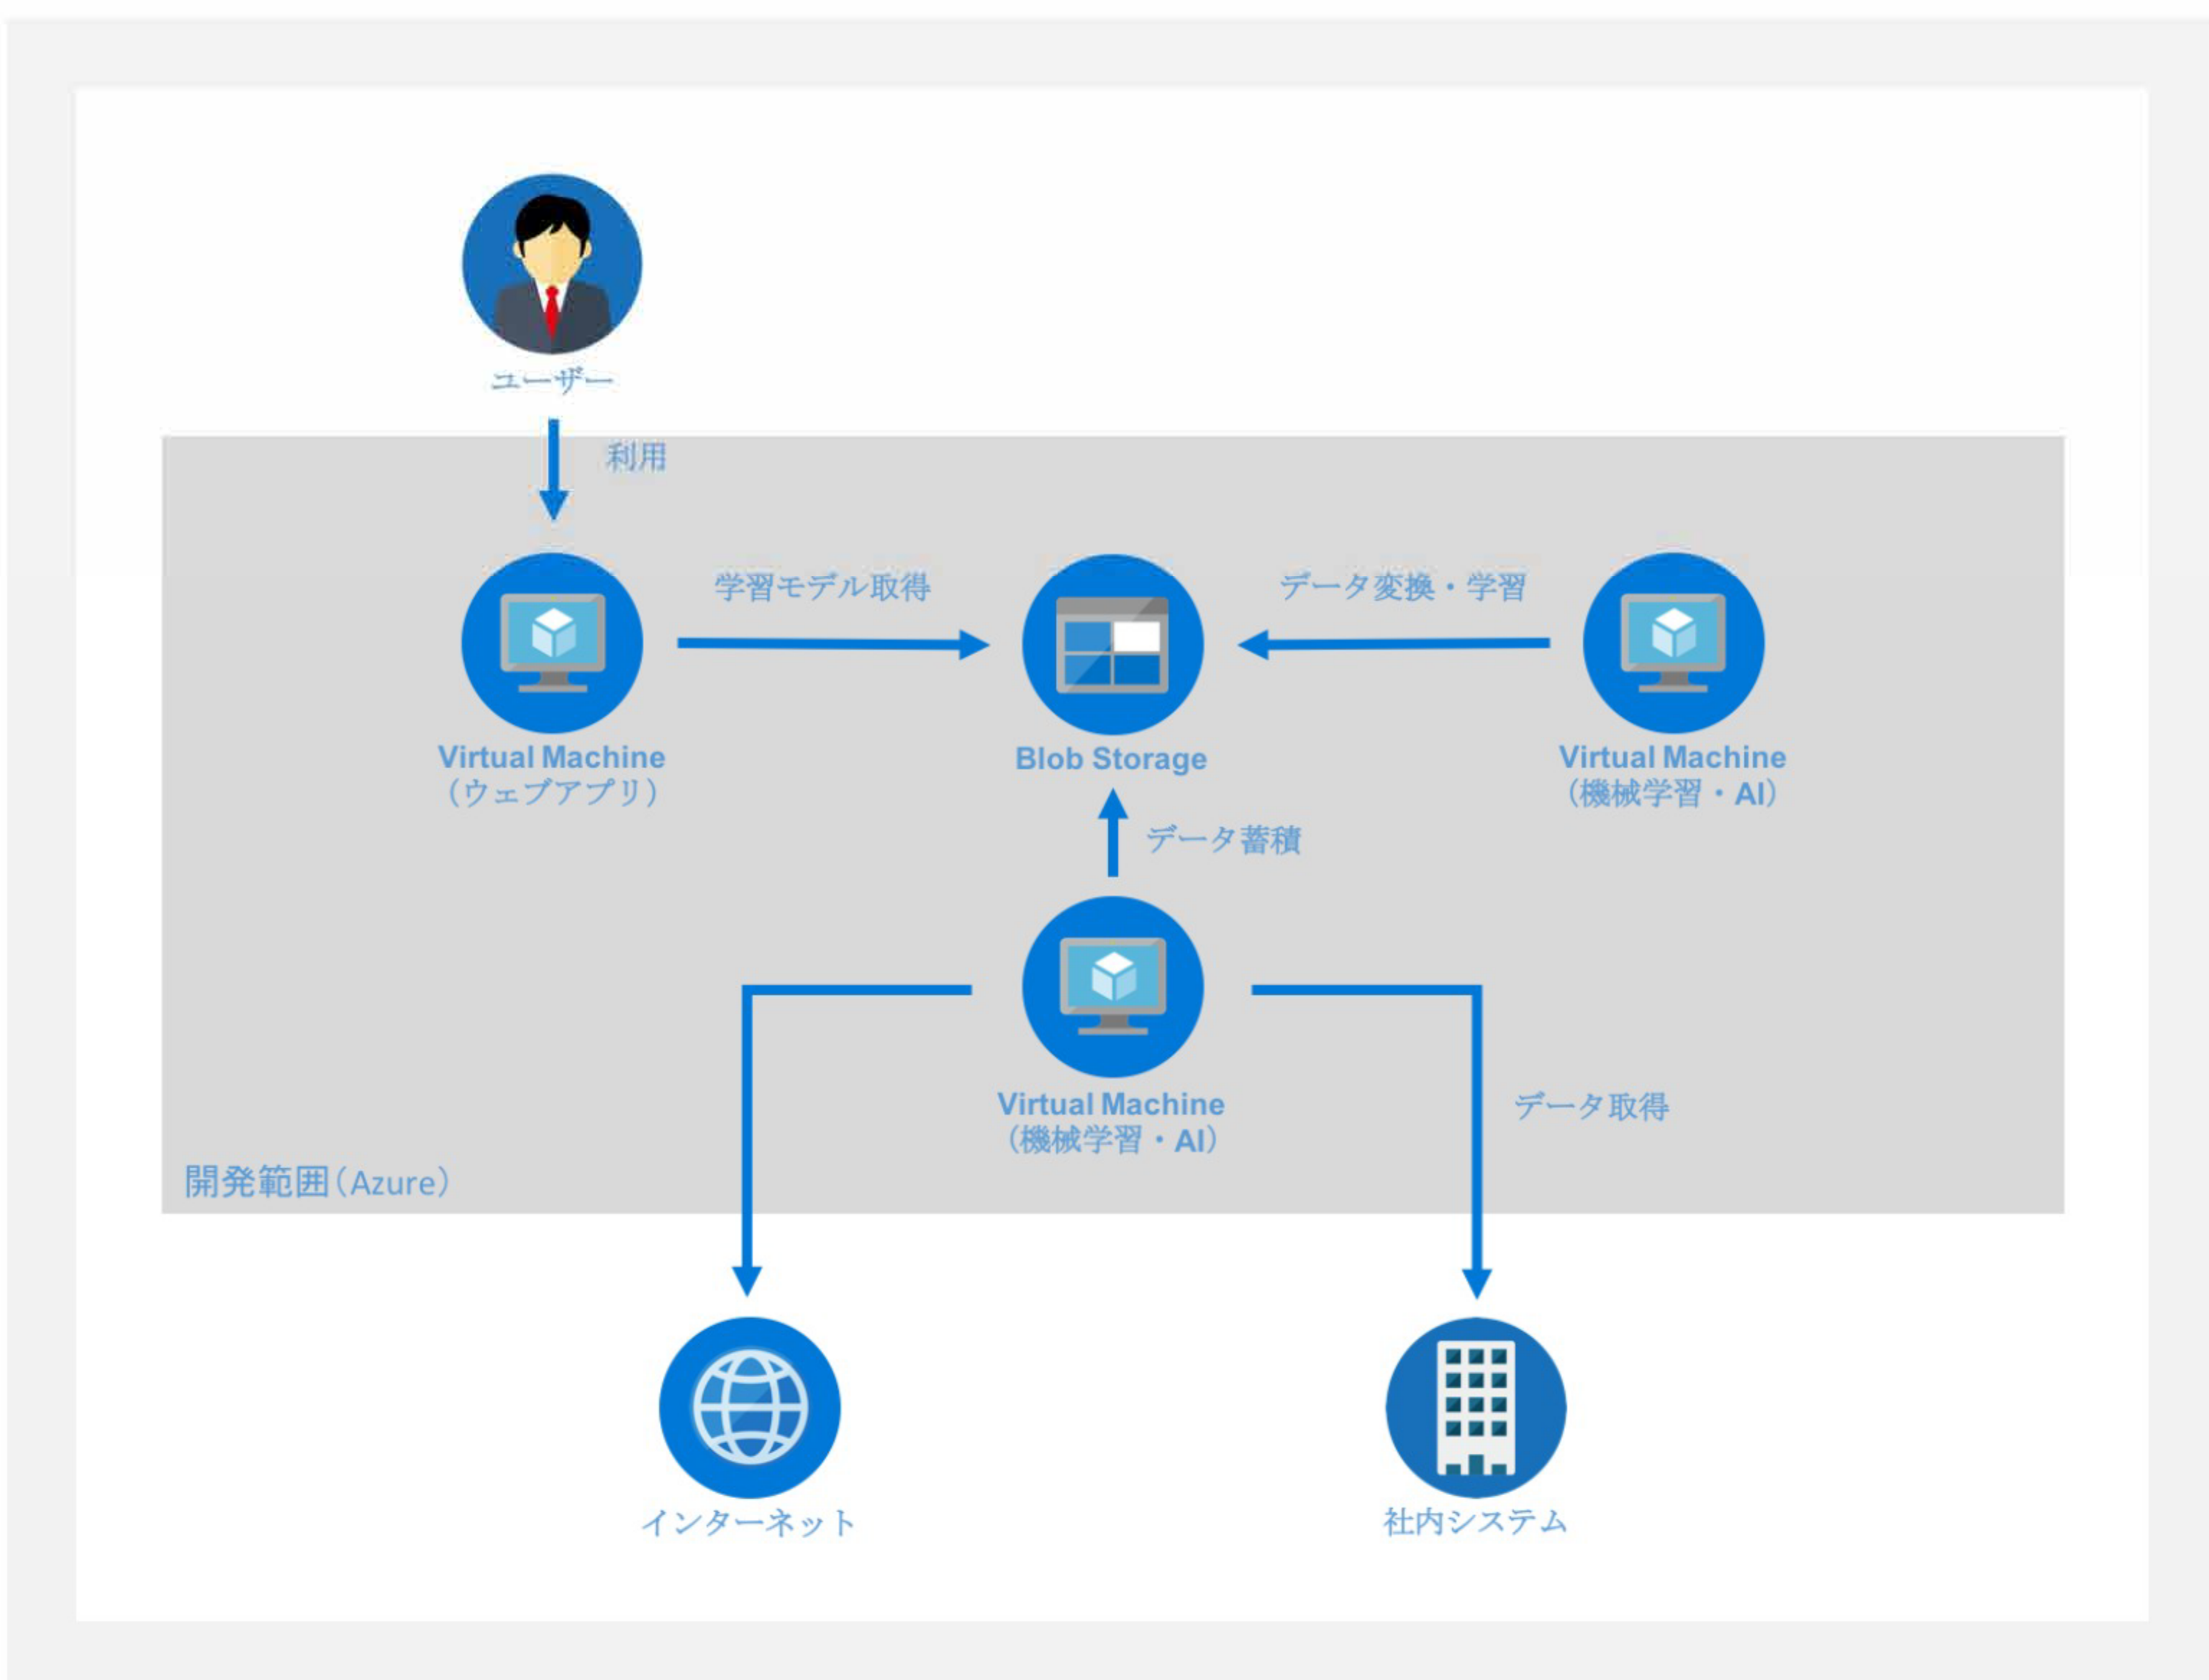 ユーザー
利用
学習モデル取得
データ変換・学習
Virtual Machine
（ウェブアプリ）
Blob Storage
Virtual Machine
（機械学習・AI）
データ蓄積
Virtual Machine
（機械学習・AI）
データ取得
開発範囲（Azure）
インターネット
社内システム